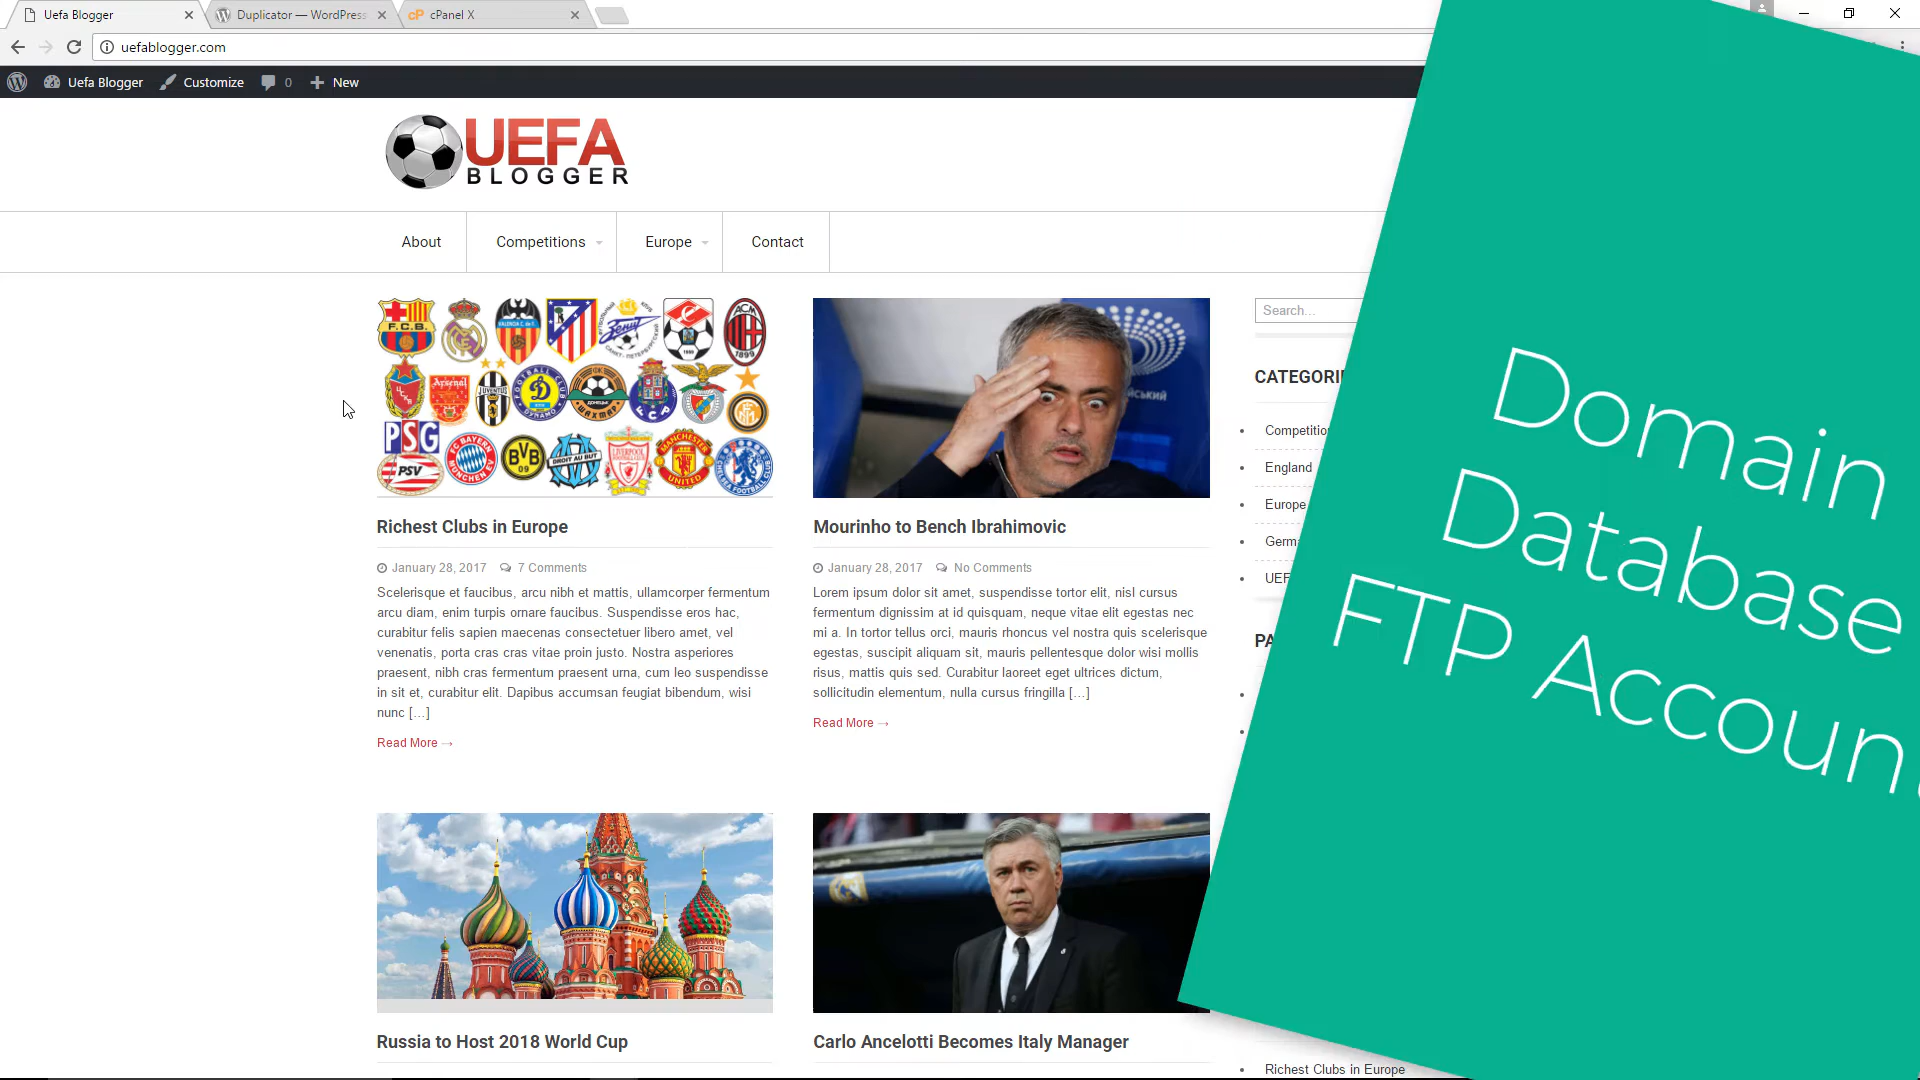 Uefa Blogger
Duplicator — WordPress
cPanel X
uefablogger.com
Uefa Blogger
Customize
0
New
UEFA
BLOGGER
About
Competitions
Europe
Contact
Search...
CATEGORI
Competitio
England
Europe
Germa
UEF
PA
Richest Clubs in Europe
January 28, 2017
7 Comments
Scelerisque et faucibus, arcu nibh et mattis, ullamcorper fermentum
arcu diam, enim turpis ornare faucibus. Suspendisse eros hac,
curabitur felis sapien maecenas consectetuer libero amet, vel
venenatis, porta cras cras vitae proin justo. Nostra asperiores
praesent, nibh cras fermentum praesent urna, cum leo suspendisse
in sit et, curabitur elit. Dapibus accumsan feugiat bibendum, wisi
nunc […]
Read More →
Mourinho to Bench Ibrahimovic
January 28, 2017
No Comments
Lorem ipsum dolor sit amet, suspendisse tortor elit, nisl cursus
fermentum dignissim at id quisquam, neque vitae elit egestas nec
mi a. In tortor tellus orci, mauris rhoncus vel nostra quis scelerisque
egestas, suscipit aliquam sit, mauris pellentesque dolor wisi mollis
risus, mattis quis sed. Curabitur laoreet eget ultrices dictum,
sollicitudin elementum, nulla cursus fringilla […]
Read More →
Russia to Host 2018 World Cup
Carlo Ancelotti Becomes Italy Manager
Richest Clubs in Europe
Domain
Database
FTP Accoun